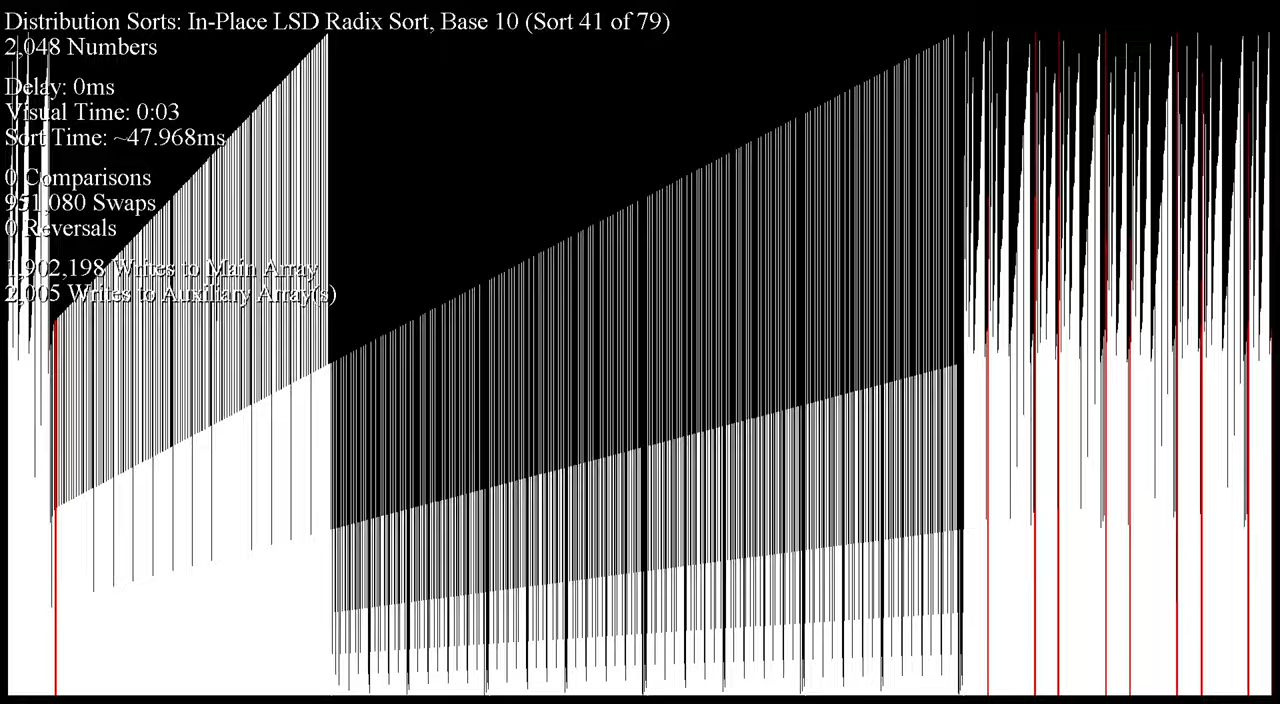 Distribution Sorts: In-Place LSD Radix Sort, Base 10 (Sort 41 of 79)
2,048 Numbers
Delay: 0ms
Visual Time: 0:03
Sort Time: ~47.968ms
0 Comparisons
951,080 Swaps
0 Reversals
1,902,198 Writes to Main Array
2,005 Writes to Auxiliary Array(s)